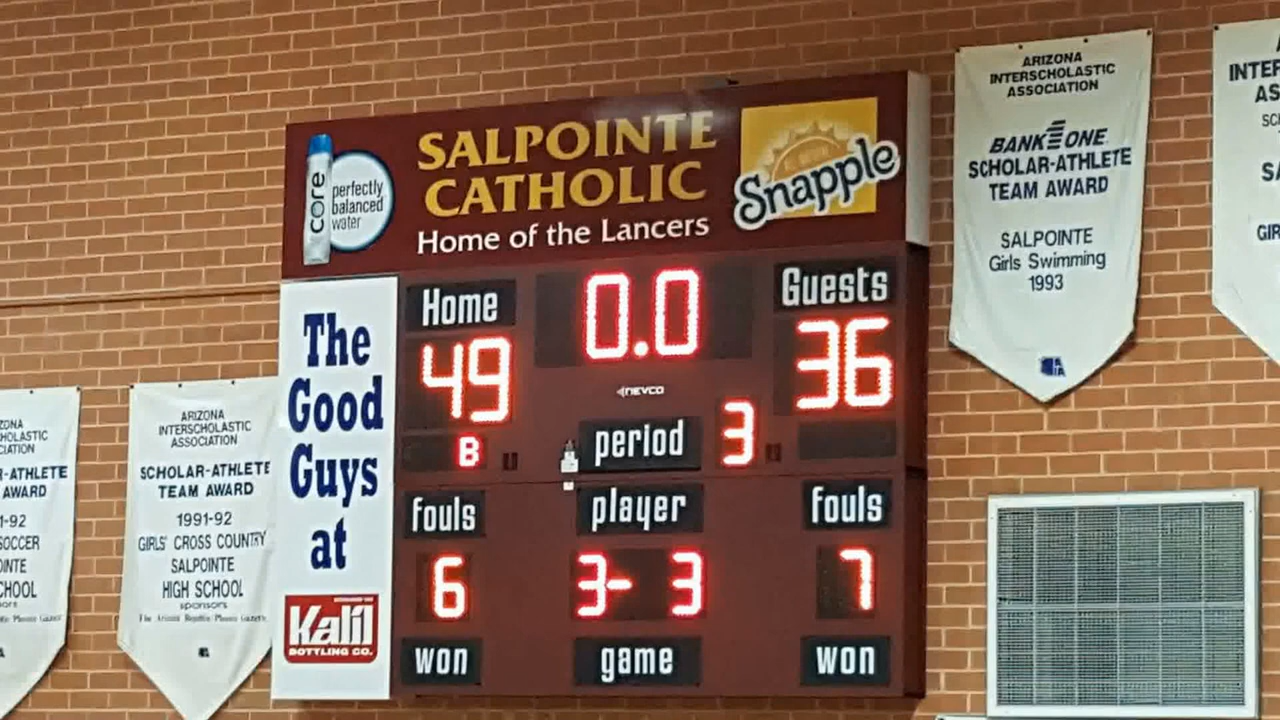 SALPOINTE
CATHOLIC
Home of the Lancers
core
perfectly
balanced
water
Snapple
The
Good
Guys
at
Kalil
BOTTLING CO.
Home
0.0
Guests
49
36
NEVCO
B
period
3
fouls
player
fouls
6
3- 3
7
won
game
won
ARIZONA
INTERSCHOLASTIC
ASSOCIATION
BANK ONE
SCHOLAR-ATHLETE
TEAM AWARD
SALPOINTE
Girls Swimming
1993
ARIZONA
INTERSCHOLASTIC
ASSOCIATION
SCHOLAR-ATHLETE
TEAM AWARD
1991-92
GIRLS' CROSS COUNTRY
SALPOINTE
HIGH SCHOOL
sponsors
AWARD
SOCCER